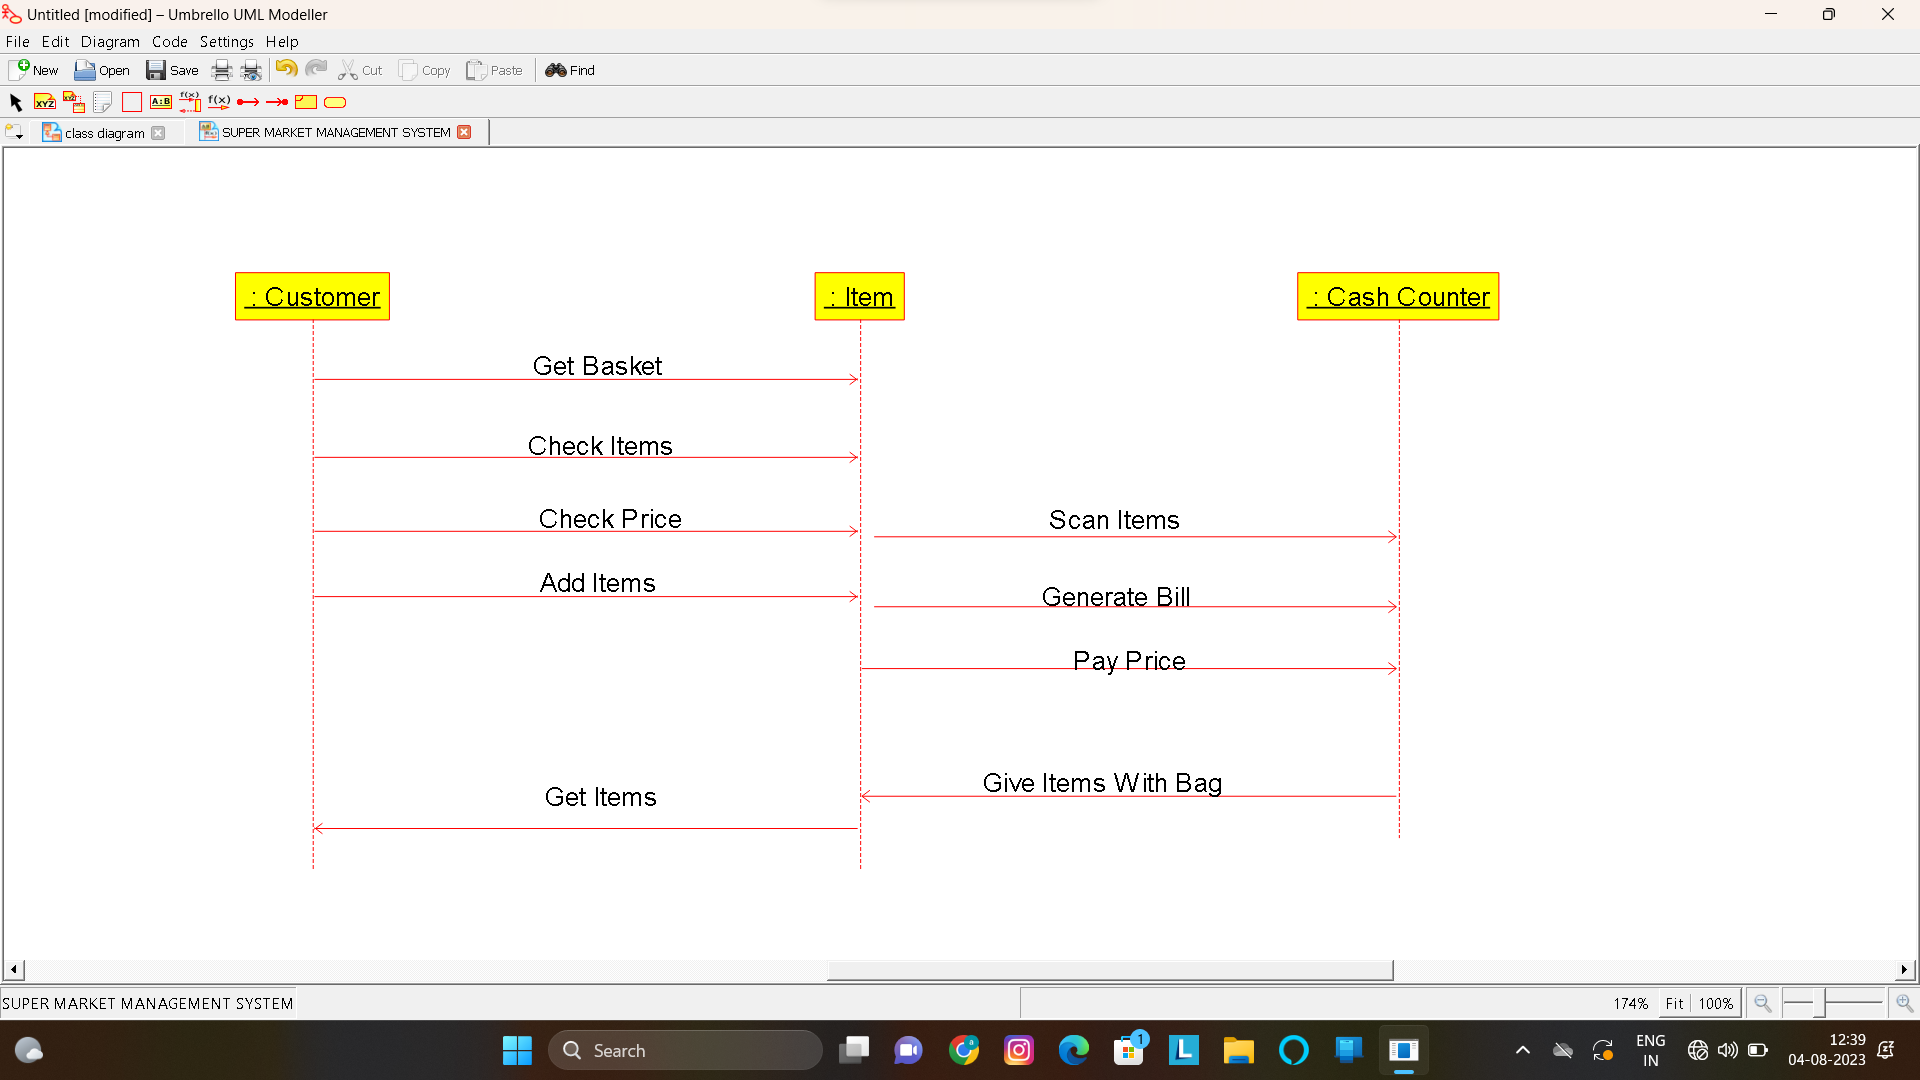 Untitled [modified] – Umbrello UML Modeller
File Edit Diagram Code Settings Help
New Open Save Cut Copy Paste Find
XYZ XYZ A:B f(x) f(x)
class diagram SUPER MARKET MANAGEMENT SYSTEM
: Customer : Item : Cash Counter
Get Basket
Check Items
Check Price Scan Items
Add Items Generate Bill
Pay Price
Give Items With Bag
Get Items
SUPER MARKET MANAGEMENT SYSTEM 174% Fit 100%
Search a 1 L ENG 12:39
IN 04-08-2023